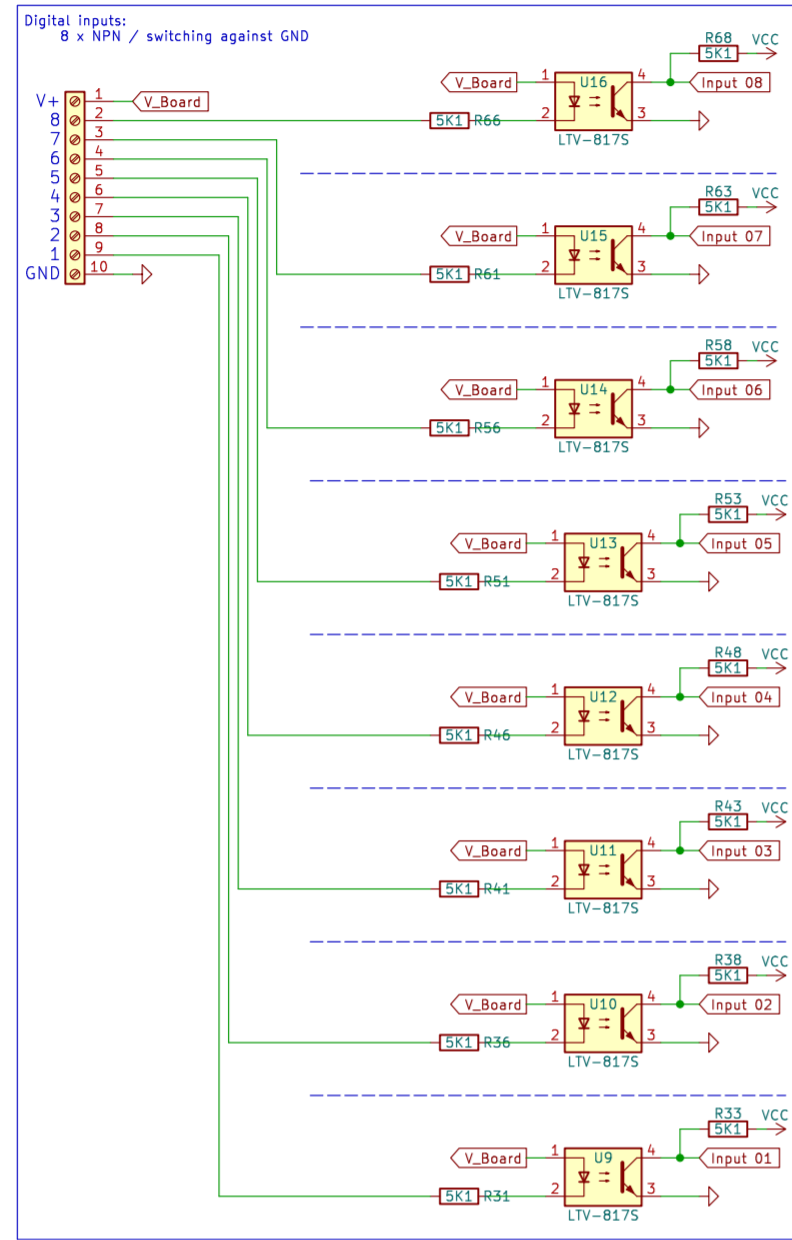 Digital inputs:
8 x NPN / switching against GND
V+ 1 V_Board
8 2
7 3
6 4
5 5
4 6
3 7
2 8
1 9
GND 10
R68 VCC
5K1
V_Board 1 U16 4 Input 08
5K1 R66 2 3
LTV-817S
R63 VCC
5K1
V_Board 1 U15 4 Input 07
5K1 R61 2 3
LTV-817S
R58 VCC
5K1
V_Board 1 U14 4 Input 06
5K1 R56 2 3
LTV-817S
R53 VCC
5K1
V_Board 1 U13 4 Input 05
5K1 R51 2 3
LTV-817S
R48 VCC
5K1
V_Board 1 U12 4 Input 04
5K1 R46 2 3
LTV-817S
R43 VCC
5K1
V_Board 1 U11 4 Input 03
5K1 R41 2 3
LTV-817S
R38 VCC
5K1
V_Board 1 U10 4 Input 02
5K1 R36 2 3
LTV-817S
R33 VCC
5K1
V_Board 1 U9 4 Input 01
5K1 R31 2 3
LTV-817S